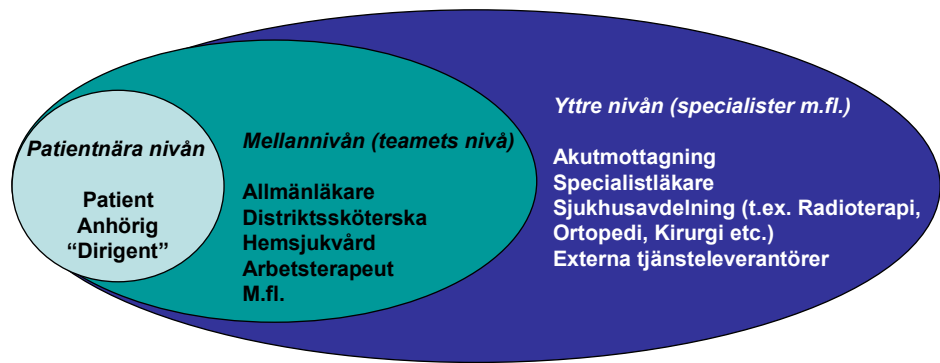 Patientnära nivån
Patient
Anhörig
“Dirigent”
Mellannivån (teamets nivå)
Allmänläkare
Distriktssköterska
Hemsjukvård
Arbetsterapeut
M.fl.
Yttre nivån (specialister m.fl.)
Akutmottagning
Specialistläkare
Sjukhusavdelning (t.ex. Radioterapi,
Ortopedi, Kirurgi etc.)
Externa tjänsteleverantörer